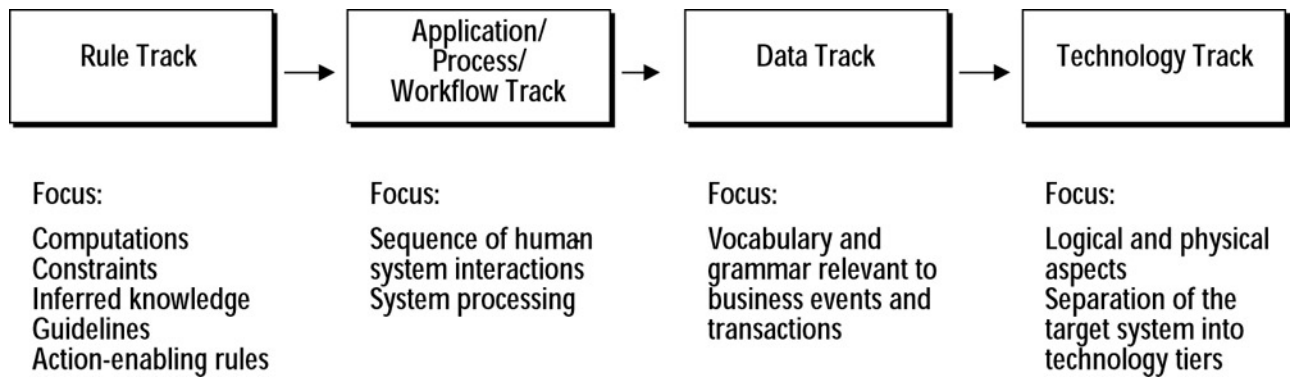 Rule Track
Application/
Process/
Workflow Track
Data Track
Technology Track
Focus:
Computations
Constraints
Inferred knowledge
Guidelines
Action-enabling rules
Focus:
Sequence of human-
system interactions
System processing
Focus:
Vocabulary and
grammar relevant to
business events and
transactions
Focus:
Logical and physical
aspects
Separation of the
target system into
technology tiers